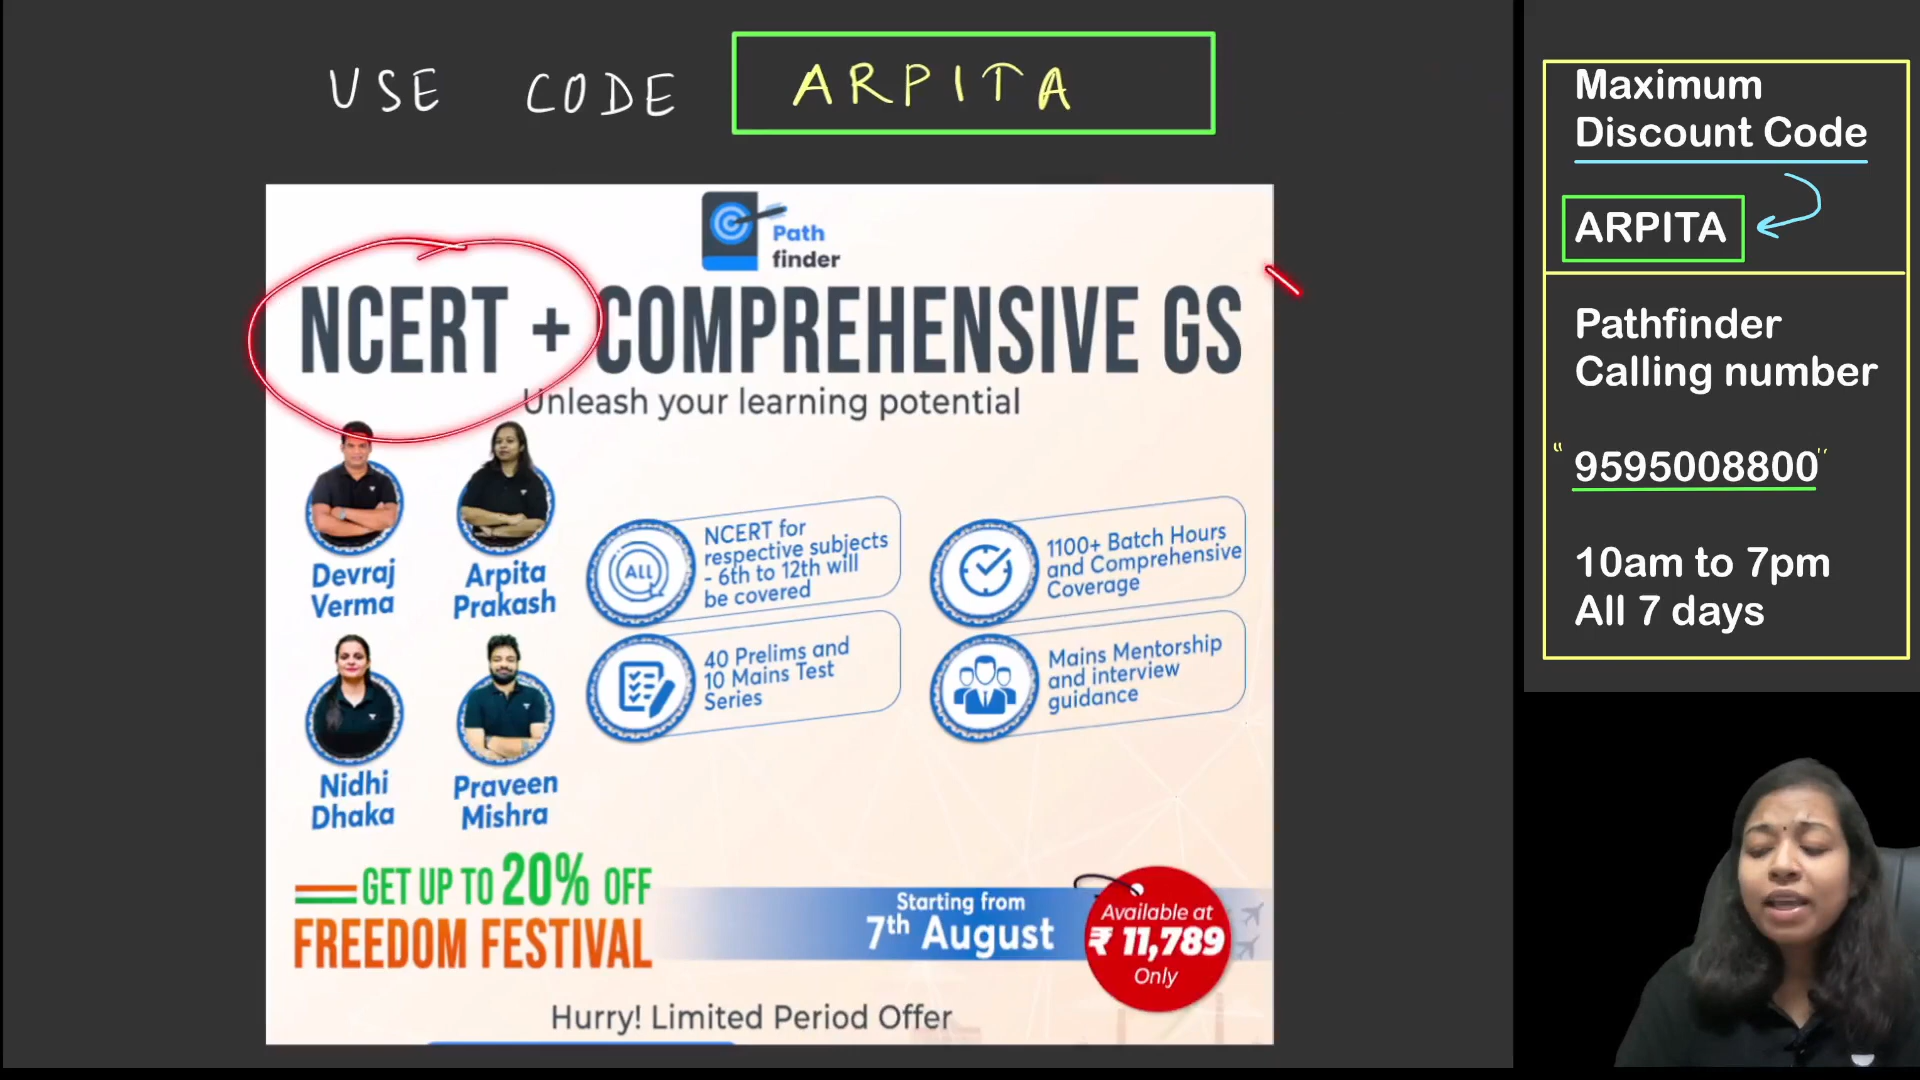 USE CODE ARPITA
Path
finder
NCERT + COMPREHENSIVE GS
Unleash your learning potential
Devraj
Verma
Arpita
Prakash
NCERT for
respective subjects
- 6th to 12th will
be covered
ALL
1100+ Batch Hours
and Comprehensive
Coverage
40 Prelims and
10 Mains Test
Series
Mains Mentorship
and interview
guidance
Nidhi
Dhaka
Praveen
Mishra
GET UP TO 20% OFF
FREEDOM FESTIVAL
Starting from
7th August
Available at
₹ 11,789
Only
Hurry! Limited Period Offer
Maximum
Discount Code
ARPITA
Pathfinder
Calling number
"9595008800"
10am to 7pm
All 7 days